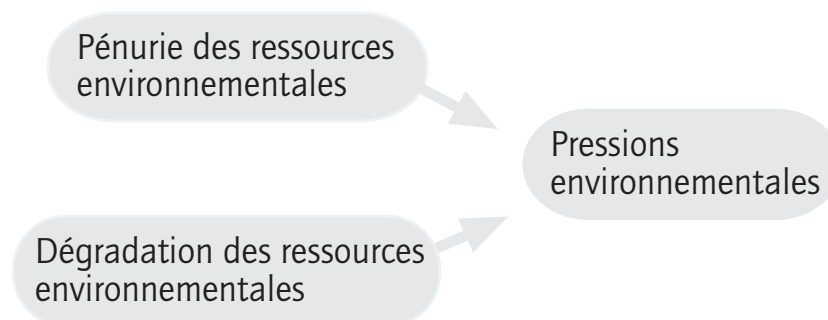 Pénurie des ressources
environnementales
Pressions
environnementales
Dégradation des ressources
environnementales